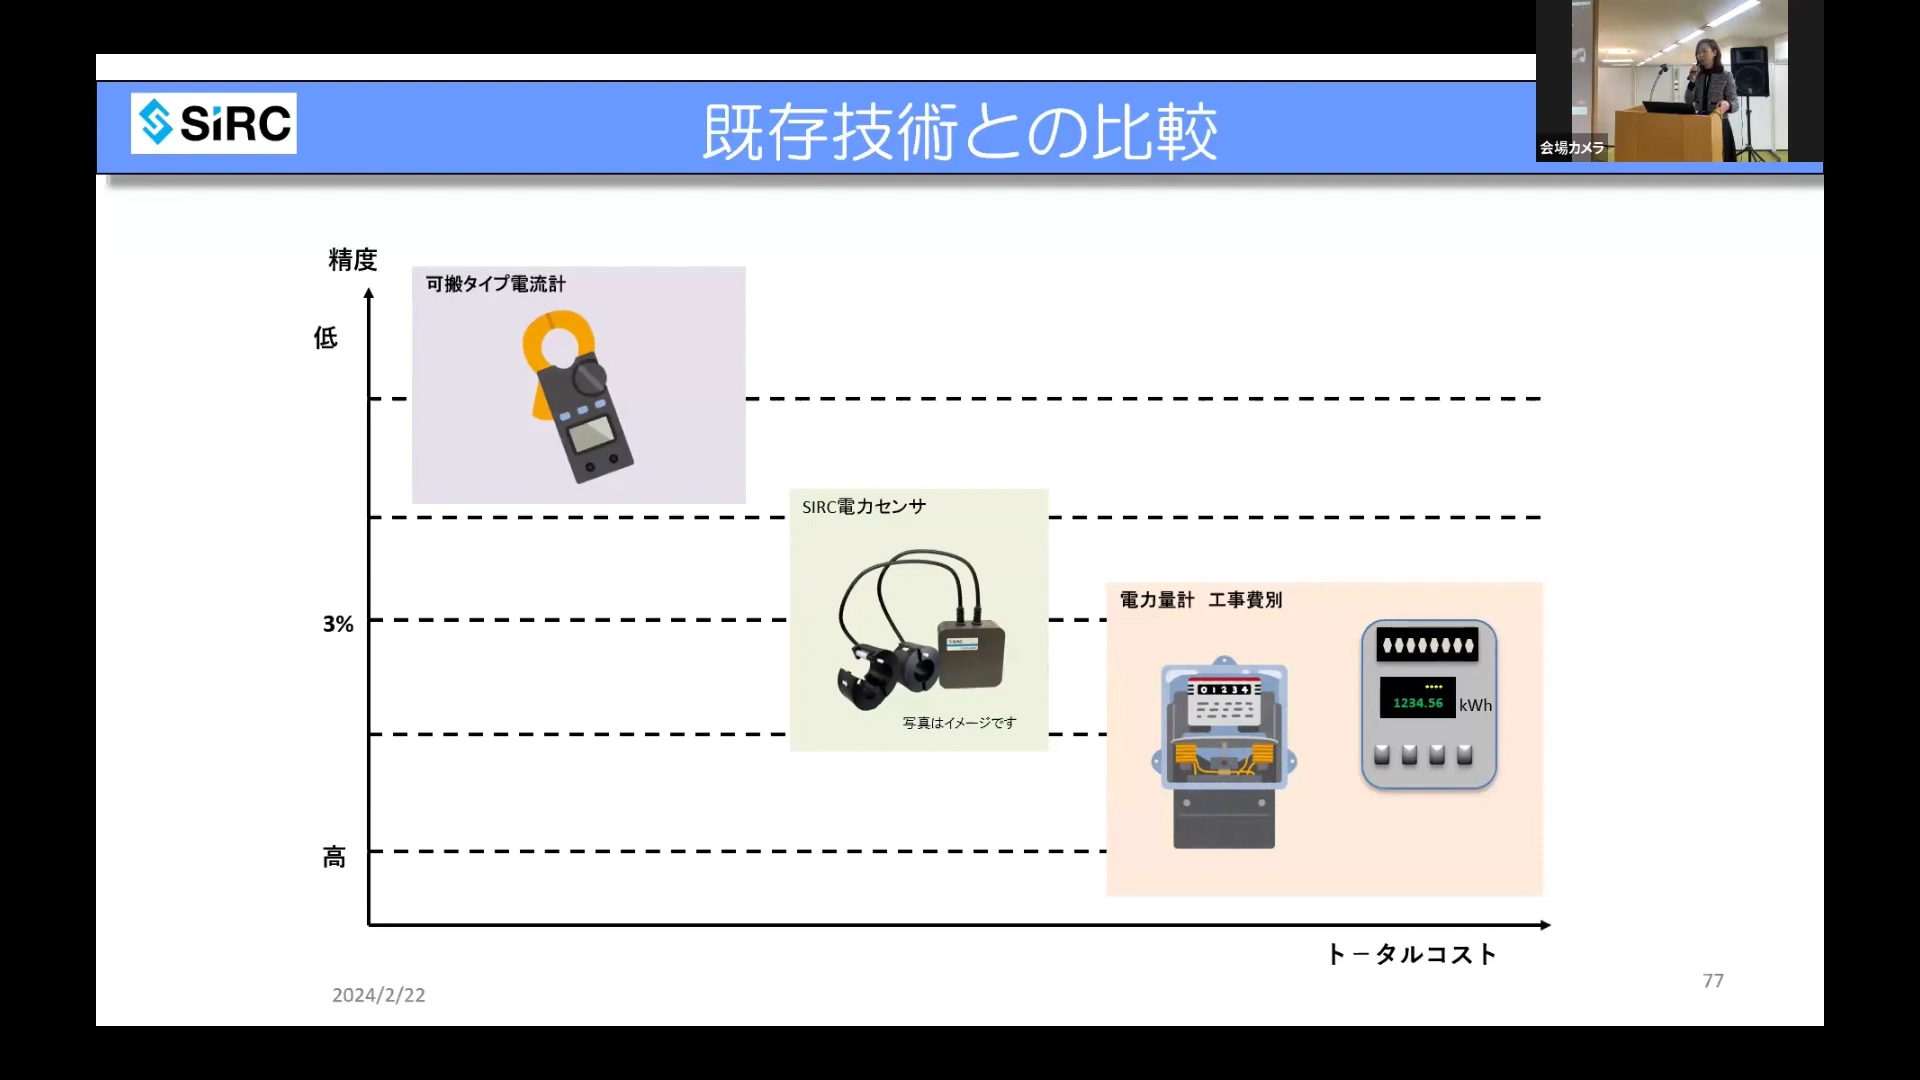 SiRC
既存技術との比較
会場カメラ
精度
低
3%
高
可搬タイプ電流計
SIRC電力センサ
SiRC
写真はイメージです
電力量計 工事費別
01234
1234.56
kWh
トータルコスト
2024/2/22
77